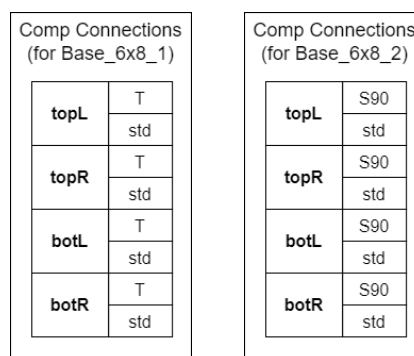 Comp Connections
(for Base_6x8_1)
topL
T
std
topR
T
std
botL
T
std
botR
T
std
Comp Connections
(for Base_6x8_2)
topL
S90
std
topR
S90
std
botL
S90
std
botR
S90
std